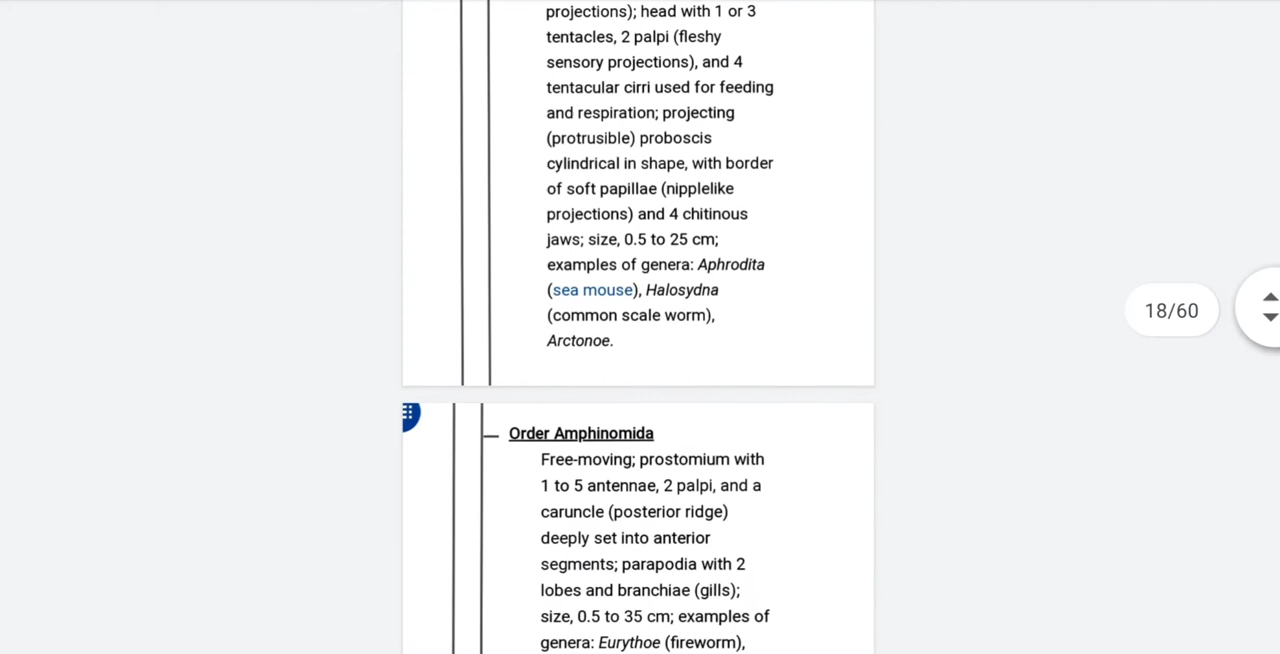 projections); head with 1 or 3
tentacles, 2 palpi (fleshy
sensory projections), and 4
tentacular cirri used for feeding
and respiration; projecting
(protrusible) proboscis
cylindrical in shape, with border
of soft papillae (nipplelike
projections) and 4 chitinous
jaws; size, 0.5 to 25 cm;
examples of genera: Aphrodita
(sea mouse), Halosydna
(common scale worm),
Arctonoe.
18/60
Order Amphinomida
Free-moving; prostomium with
1 to 5 antennae, 2 palpi, and a
caruncle (posterior ridge)
deeply set into anterior
segments; parapodia with 2
lobes and branchiae (gills);
size, 0.5 to 35 cm; examples of
genera: Eurythoe (fireworm),